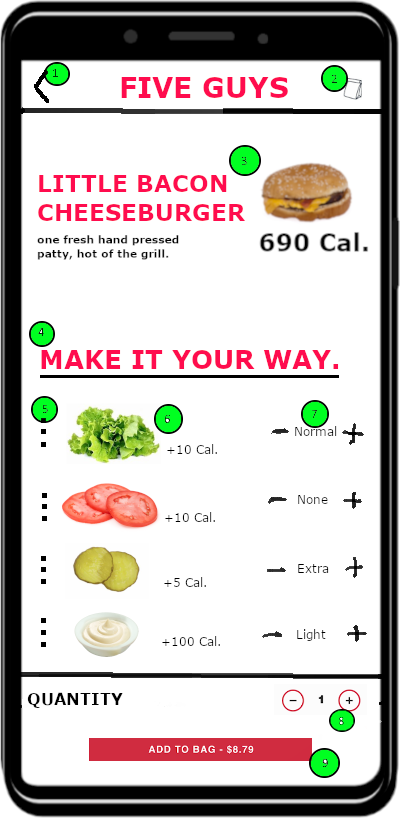 1
FIVE GUYS
2
3
LITTLE BACON
CHEESEBURGER
one fresh hand pressed
patty, hot of the grill.
690 Cal.
4
MAKE IT YOUR WAY.
5
6
7
+10 Cal.
Normal
+10 Cal.
None
+5 Cal.
Extra
+100 Cal.
Light
QUANTITY
1
8
ADD TO BAG - $8.79
9